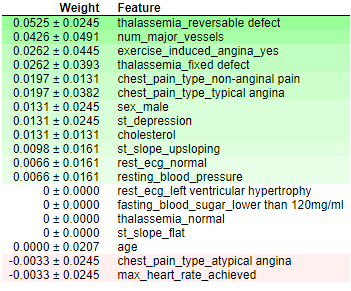 Weight Feature
0.0525 ± 0.0245 thalassemia_reversable defect
0.0426 ± 0.0491 num_major_vessels
0.0262 ± 0.0445 exercise_induced_angina_yes
0.0262 ± 0.0393 thalassemia_fixed defect
0.0197 ± 0.0131 chest_pain_type_non-anginal pain
0.0197 ± 0.0382 chest_pain_type_typical angina
0.0131 ± 0.0245 sex_male
0.0131 ± 0.0245 st_depression
0.0131 ± 0.0131 cholesterol
0.0098 ± 0.0161 st_slope_upsloping
0.0066 ± 0.0161 rest_ecg_normal
0.0066 ± 0.0161 resting_blood_pressure
0 ± 0.0000 rest_ecg_left ventricular hypertrophy
0 ± 0.0000 fasting_blood_sugar_lower than 120mg/ml
0 ± 0.0000 thalassemia_normal
0 ± 0.0000 st_slope_flat
0.0000 ± 0.0207 age
-0.0033 ± 0.0245 chest_pain_type_atypical angina
-0.0033 ± 0.0245 max_heart_rate_achieved